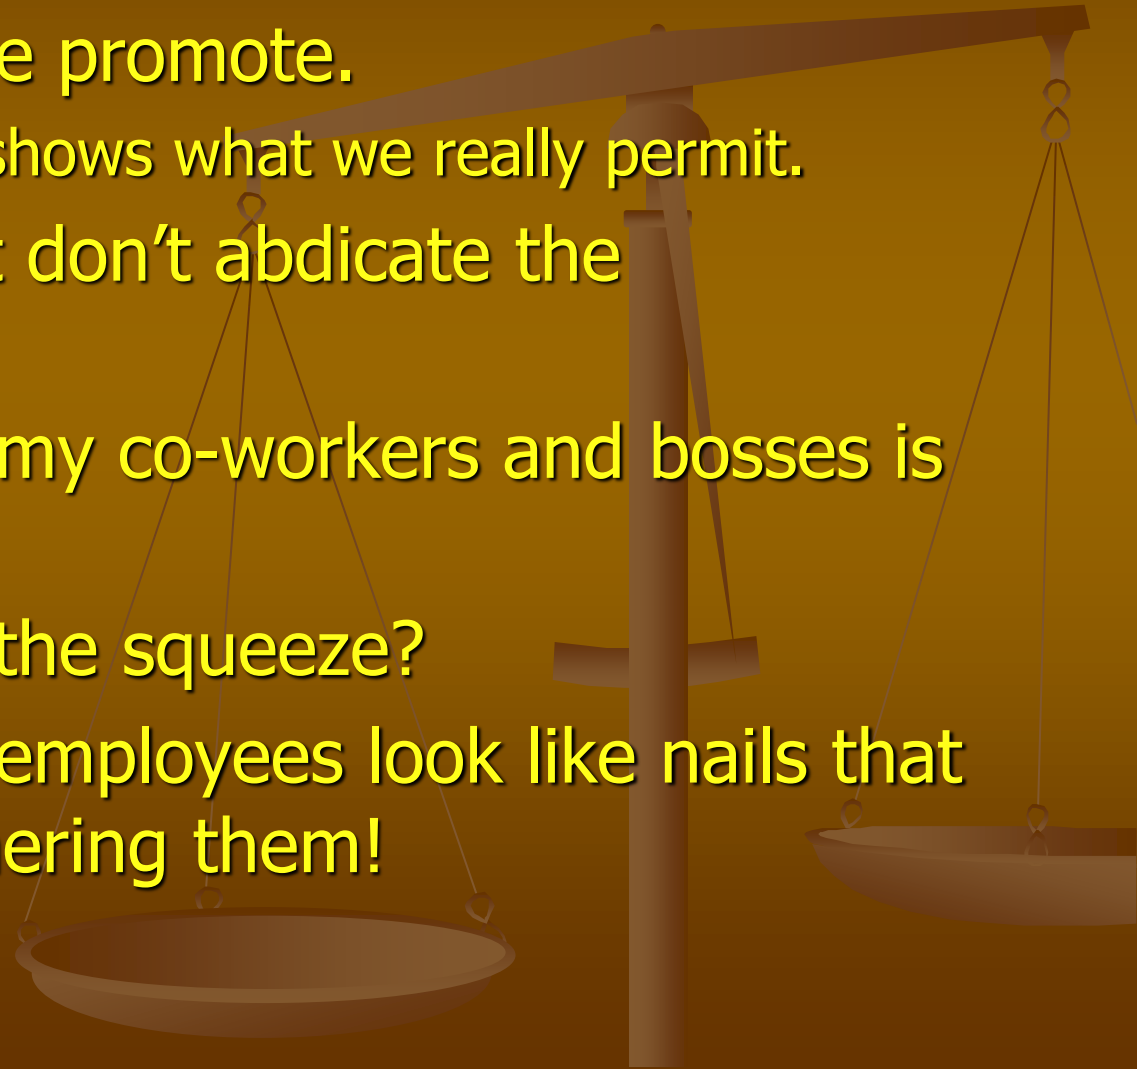 e promote.
shows what we really permit.
don't abdicate the
my co-workers and bosses is
the squeeze?
employees look like nails that
ering them!